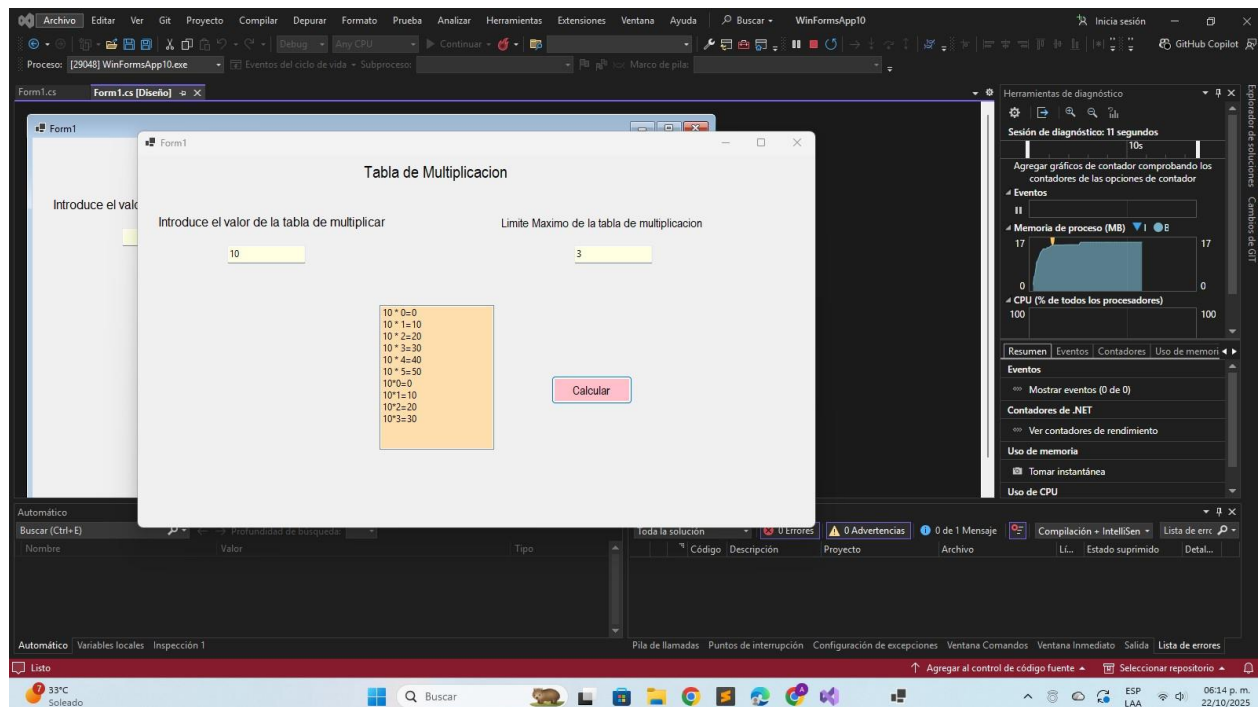 Archivo Editar Ver Git Proyecto Compilar Depurar Formato Prueba Analizar Herramientas Extensiones Ventana Ayuda Buscar WinFormsApp10 Inicia sesión
Debug Any CPU Continuar GitHub Copilot
Proceso: [29048] WinFormsApp10.exe Eventos del ciclo de vida Subproceso: Marco de pila:
Form1.cs Form1.cs [Diseño]
Form1
Introduce el valo
Form1
Tabla de Multiplicacion
Introduce el valor de la tabla de multiplicar
Limite Maximo de la tabla de multiplicacion
10
3
10 * 0=0
10 * 1=10
10 * 2=20
10 * 3=30
10 * 4=40
10 * 5=50
10*0=0
10*1=10
10*2=20
10*3=30
Calcular
Herramientas de diagnóstico
Sesión de diagnóstico: 11 segundos
10s
Agregar gráficos de contador comprobando los
contadores de las opciones de contador
Eventos
Memoria de proceso (MB)
17 17
0 0
CPU (% de todos los procesadores)
100 100
Resumen Eventos Contadores Uso de memori
Eventos
Mostrar eventos (0 de 0)
Contadores de .NET
Ver contadores de rendimiento
Uso de memoria
Tomar instantánea
Uso de CPU
Explorador de soluciones
Cambios de GIT
Automático
Buscar (Ctrl+E) Profundidad de búsqueda:
Nombre Valor Tipo
Toda la solución 0 Errores 0 Advertencias 0 de 1 Mensaje Compilación + IntelliSen Lista de errc
Código Descripción Proyecto Archivo Lí... Estado suprimido Detal...
Automático Variables locales Inspección 1
Pila de llamadas Puntos de interrupción Configuración de excepciones Ventana Comandos Ventana Inmediato Salida Lista de errores
Listo
Agregar al control de código fuente Seleccionar repositorio
7
33°C
Soleado
Buscar
ESP
LAA
06:14 p. m.
22/10/2025